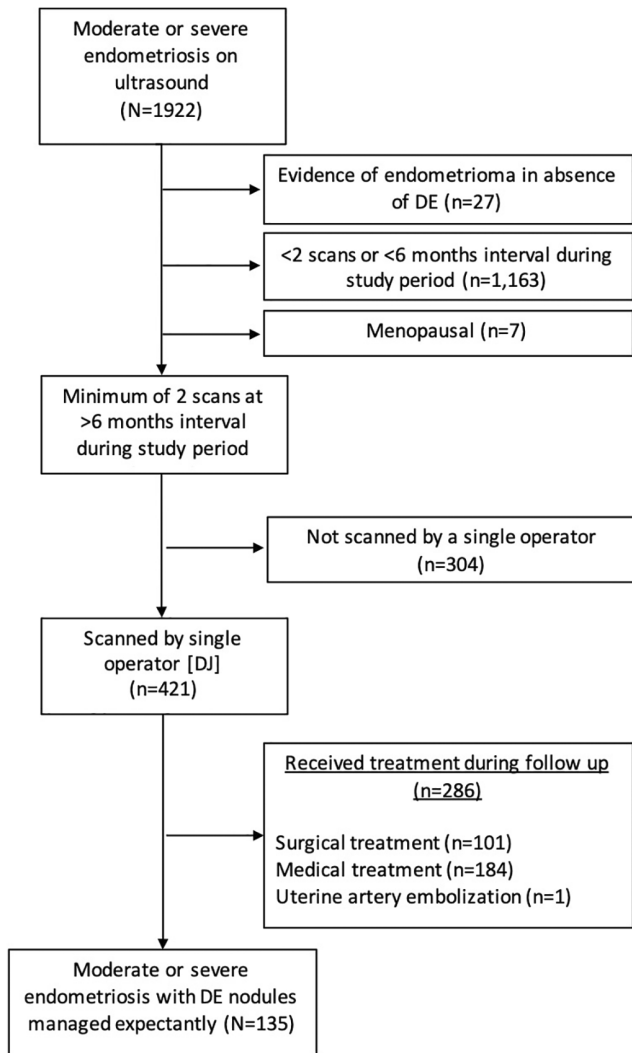 Moderate or severe
endometriosis on
ultrasound
(N=1922)
Evidence of endometrioma in absence
of DE (n=27)
<2 scans or <6 months interval during
study period (n=1,163)
Menopausal (n=7)
Minimum of 2 scans at
>6 months interval
during study period
Not scanned by a single operator
(n=304)
Scanned by single
operator [DJ]
(n=421)
Received treatment during follow up
(n=286)
Surgical treatment (n=101)
Medical treatment (n=184)
Uterine artery embolization (n=1)
Moderate or severe
endometriosis with DE nodules
managed expectantly (N=135)